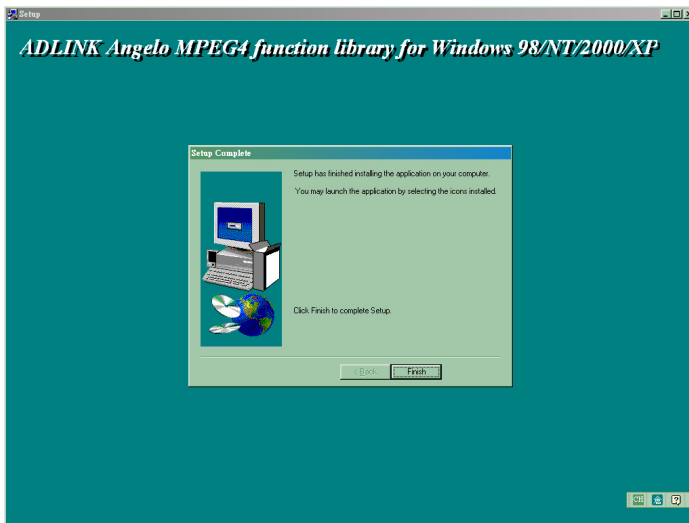 Setup
ADLINK Angelo MPEG4 function library for Windows 98/NT/2000/XP
Setup Complete
Setup has finished installing the application on your computer.
You may launch the application by selecting the icons installed.
Click Finish to complete Setup.
< Back
Finish
CH
?